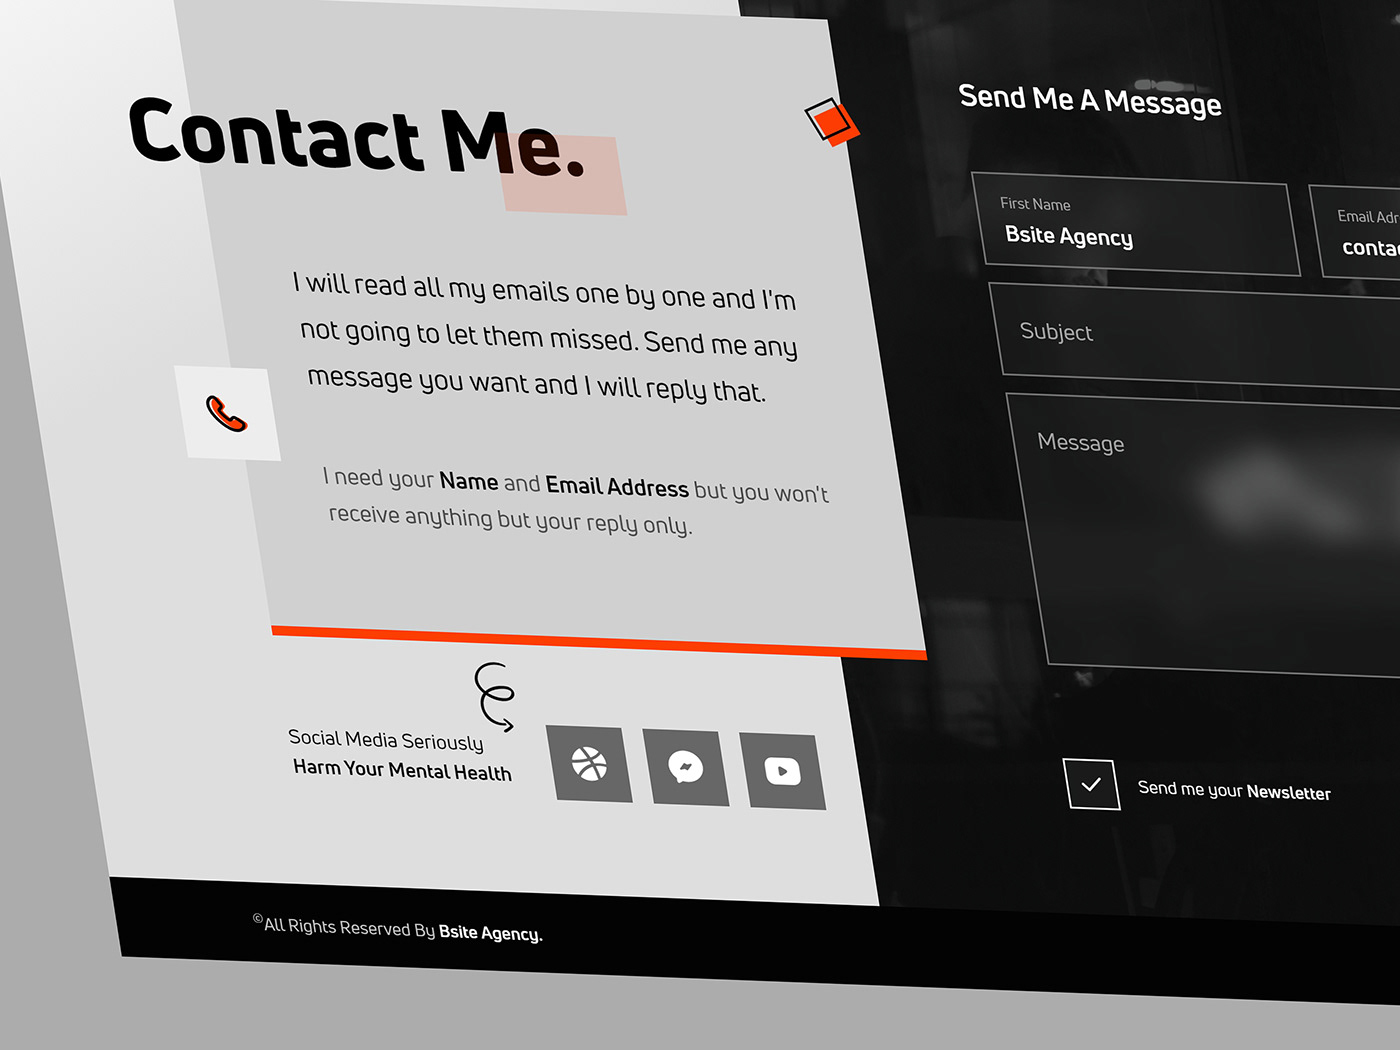 Contact Me.
I will read all my emails one by one and I'm
not going to let them missed. Send me any
message you want and I will reply that.
I need your Name and Email Address but you won't
receive anything but your reply only.
Social Media Seriously
Harm Your Mental Health
Send Me A Message
First Name
Bsite Agency
Email Adr
contac
Subject
Message
Send me your Newsletter
©All Rights Reserved By Bsite Agency.